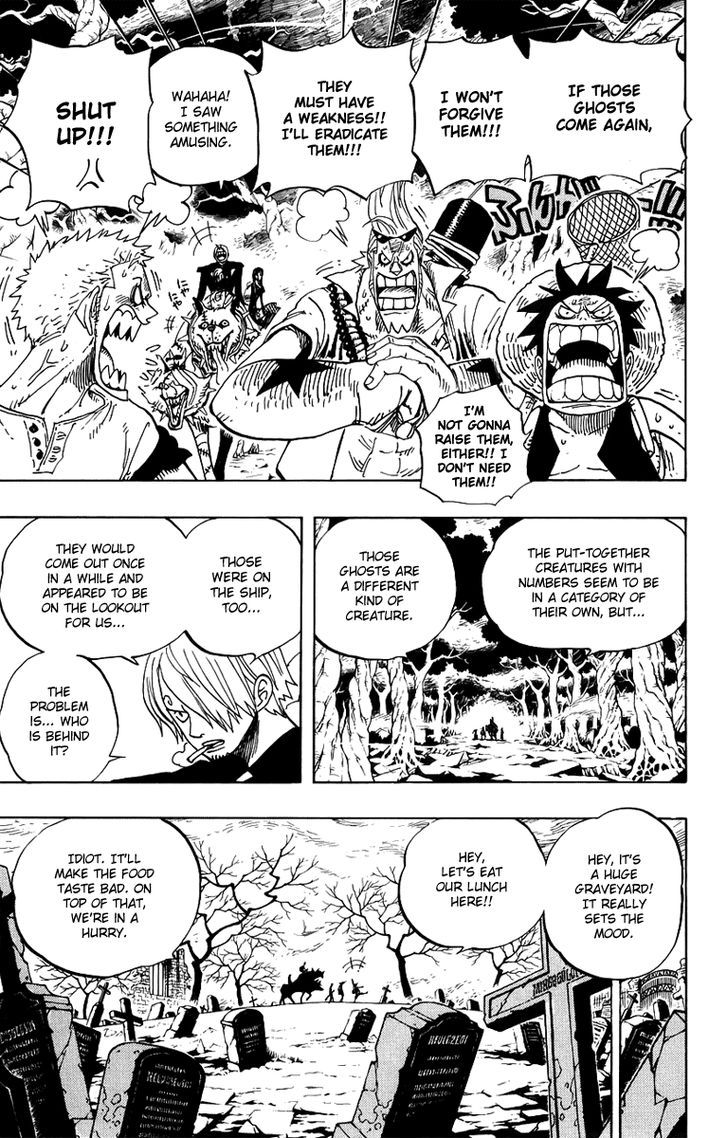 IF THOSE
GHOSTS
COME AGAIN,
I WON'T
FORGIVE
THEM!!!
THEY
MUST HAVE
A WEAKNESS!!
I'LL ERADICATE
THEM!!!
WAHAHA!
I SAW
SOMETHING
AMUSING.
SHUT
UP!!!
I'M
NOT GONNA
RAISE THEM,
EITHER!! I
DON'T NEED
THEM!!
THE PUT-TOGETHER
CREATURES WITH
NUMBERS SEEM TO BE
IN A CATEGORY OF
THEIR OWN, BUT...
THOSE
GHOSTS ARE
A DIFFERENT
KIND OF
CREATURE.
THOSE
WERE ON
THE SHIP,
TOO...
THEY WOULD
COME OUT ONCE
IN A WHILE AND
APPEARED TO BE
ON THE LOOKOUT
FOR US...
THE
PROBLEM
IS... WHO
IS BEHIND
IT?
HEY, IT'S
A HUGE
GRAVEYARD!
IT REALLY
SETS THE
MOOD.
HEY,
LET'S EAT
OUR LUNCH
HERE!!
IDIOT. IT'LL
MAKE THE FOOD
TASTE BAD. ON
TOP OF THAT,
WE'RE IN A
HURRY.